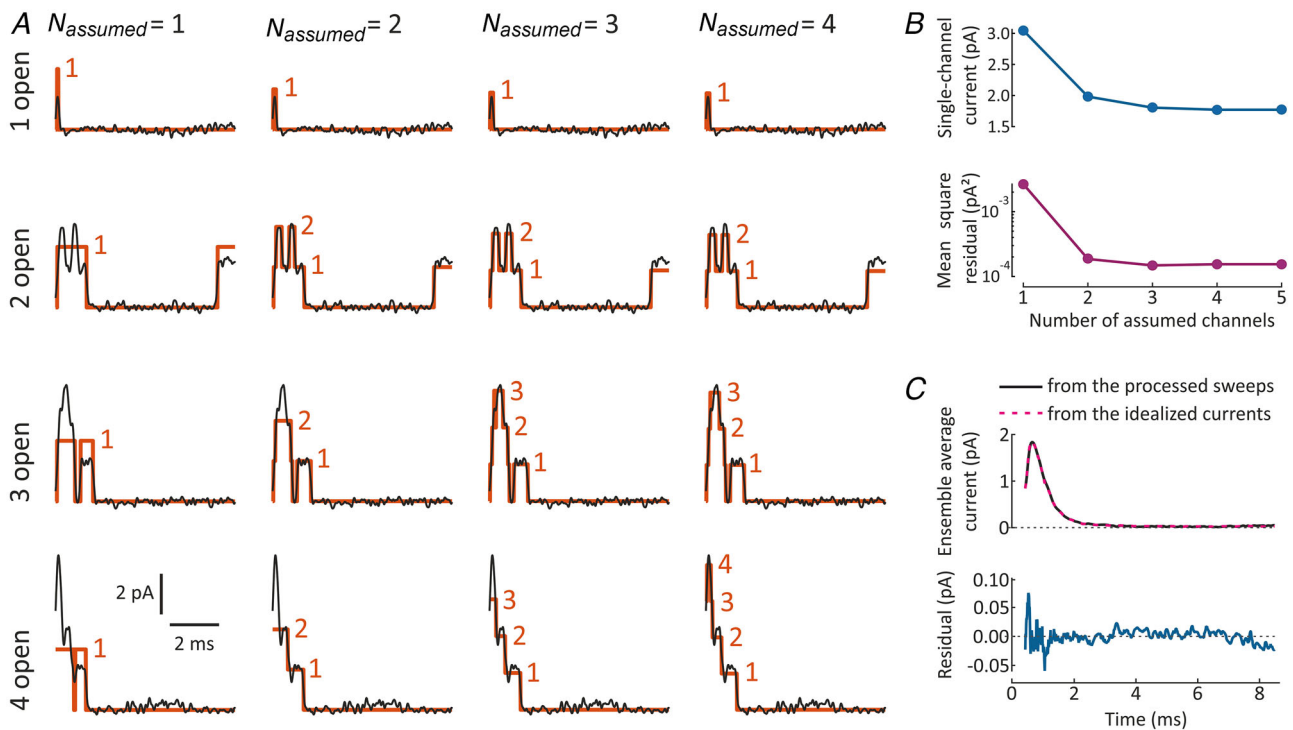 A
N_assumed = 1
N_assumed = 2
N_assumed = 3
N_assumed = 4
1 open
1
1
1
1
2 open
1
2
1
2
1
2
1
3 open
1
2
1
3
2
1
3
2
1
4 open
1
2 pA
2 ms
2
1
3
2
1
4
3
2
1
B
Single-channel
current (pA)
3.0
2.5
2.0
1.5
Mean square
residual (pA²)
10⁻³
10⁻⁴
1 2 3 4 5
Number of assumed channels
C
from the processed sweeps
from the idealized currents
Ensemble average
current (pA)
2
1
0
Residual (pA)
0.10
0.05
0.00
-0.05
0 2 4 6 8
Time (ms)